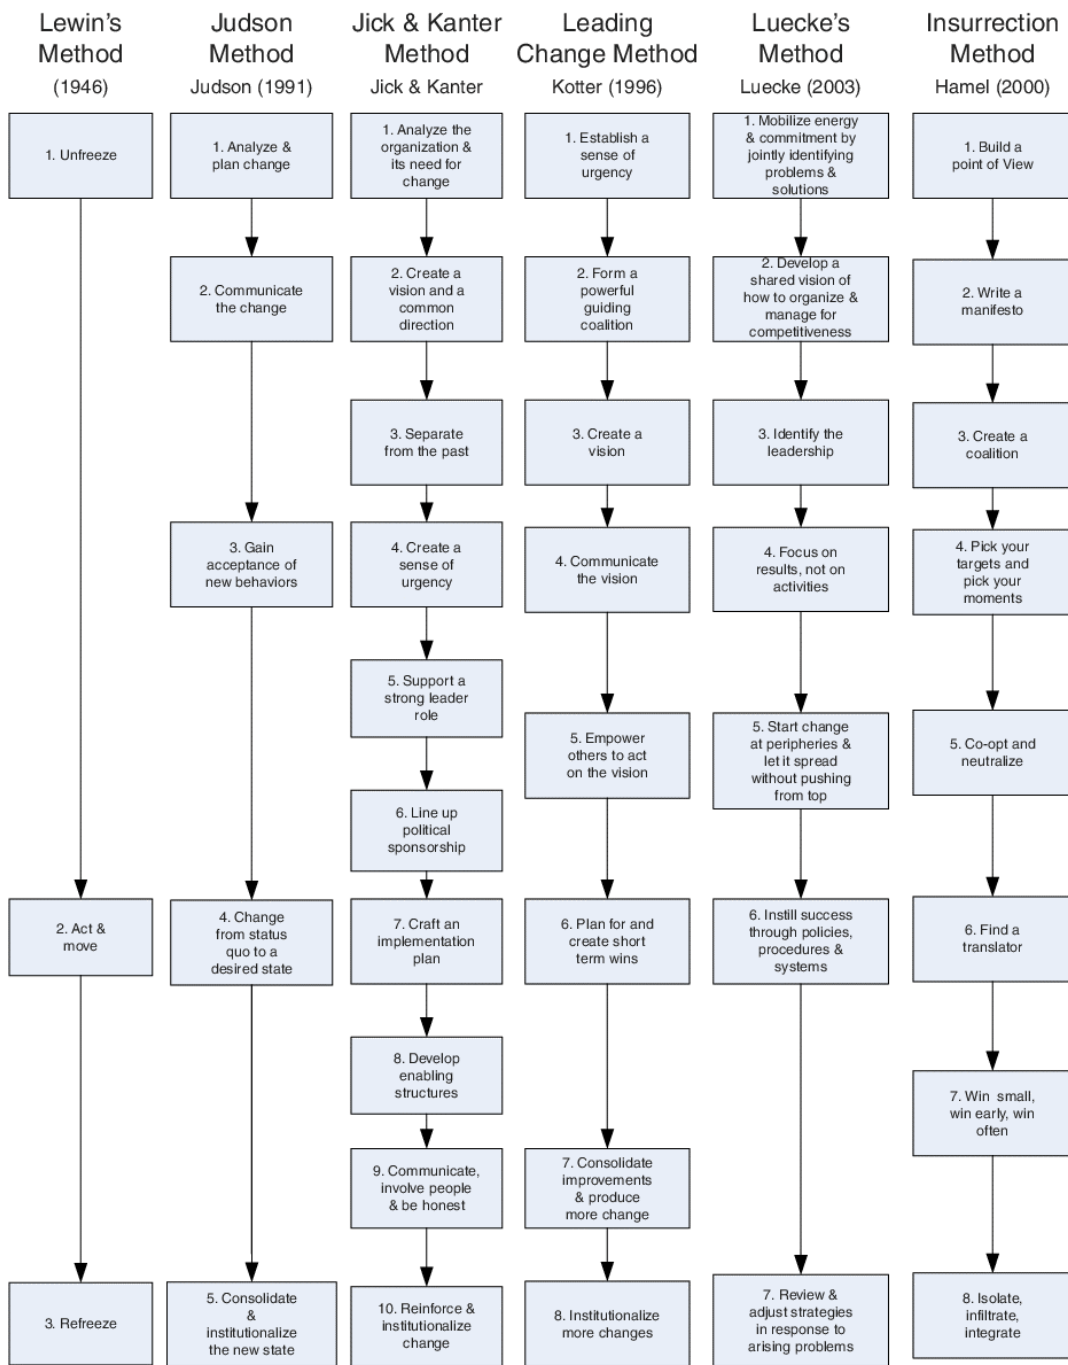 Lewin's
Method
(1946)
1. Unfreeze
2. Act &
move
3. Refreeze
Judson
Method
Judson (1991)
1. Analyze &
plan change
2. Communicate
the change
3. Gain
acceptance of
new behaviors
4. Change
from status
quo to a
desired state
5. Consolidate
&
institutionalize
the new state
Jick & Kanter
Method
Jick & Kanter
1. Analyze the
organization &
its need for
change
2. Create a
vision and a
common
direction
3. Separate
from the past
4. Create a
sense of
urgency
5. Support a
strong leader
role
6. Line up
political
sponsorship
7. Craft an
implementation
plan
8. Develop
enabling
structures
9. Communicate,
involve people
& be honest
10. Reinforce &
institutionalize
change
Leading
Change Method
Kotter (1996)
1. Establish a
sense of
urgency
2. Form a
powerful
guiding
coalition
3. Create a
vision
4. Communicate
the vision
5. Empower
others to act
on the vision
6. Plan for and
create short
term wins
7. Consolidate
improvements
& produce
more change
8. Institutionalize
more changes
Luecke's
Method
Luecke (2003)
1. Mobilize energy
& commitment by
jointly identifying
problems &
solutions
2. Develop a
shared vision of
how to organize &
manage for
competitiveness
3. Identify the
leadership
4. Focus on
results, not on
activities
5. Start change
at peripheries &
let it spread
without pushing
from top
6. Instill success
through policies,
procedures &
systems
7. Review &
adjust strategies
in response to
arising problems
Insurrection
Method
Hamel (2000)
1. Build a
point of View
2. Write a
manifesto
3. Create a
coalition
4. Pick your
targets and
pick your
moments
5. Co-opt and
neutralize
6. Find a
translator
7. Win small,
win early, win
often
8. Isolate,
infiltrate,
integrate